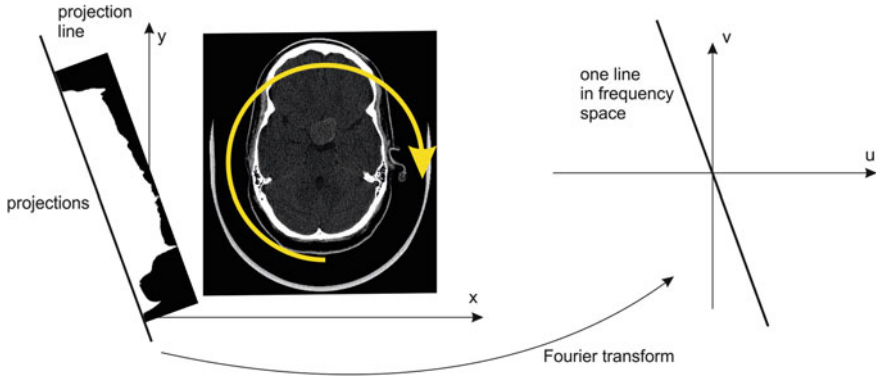 projection
line
y
projections
x
v
one line
in frequency
space
u
Fourier transform